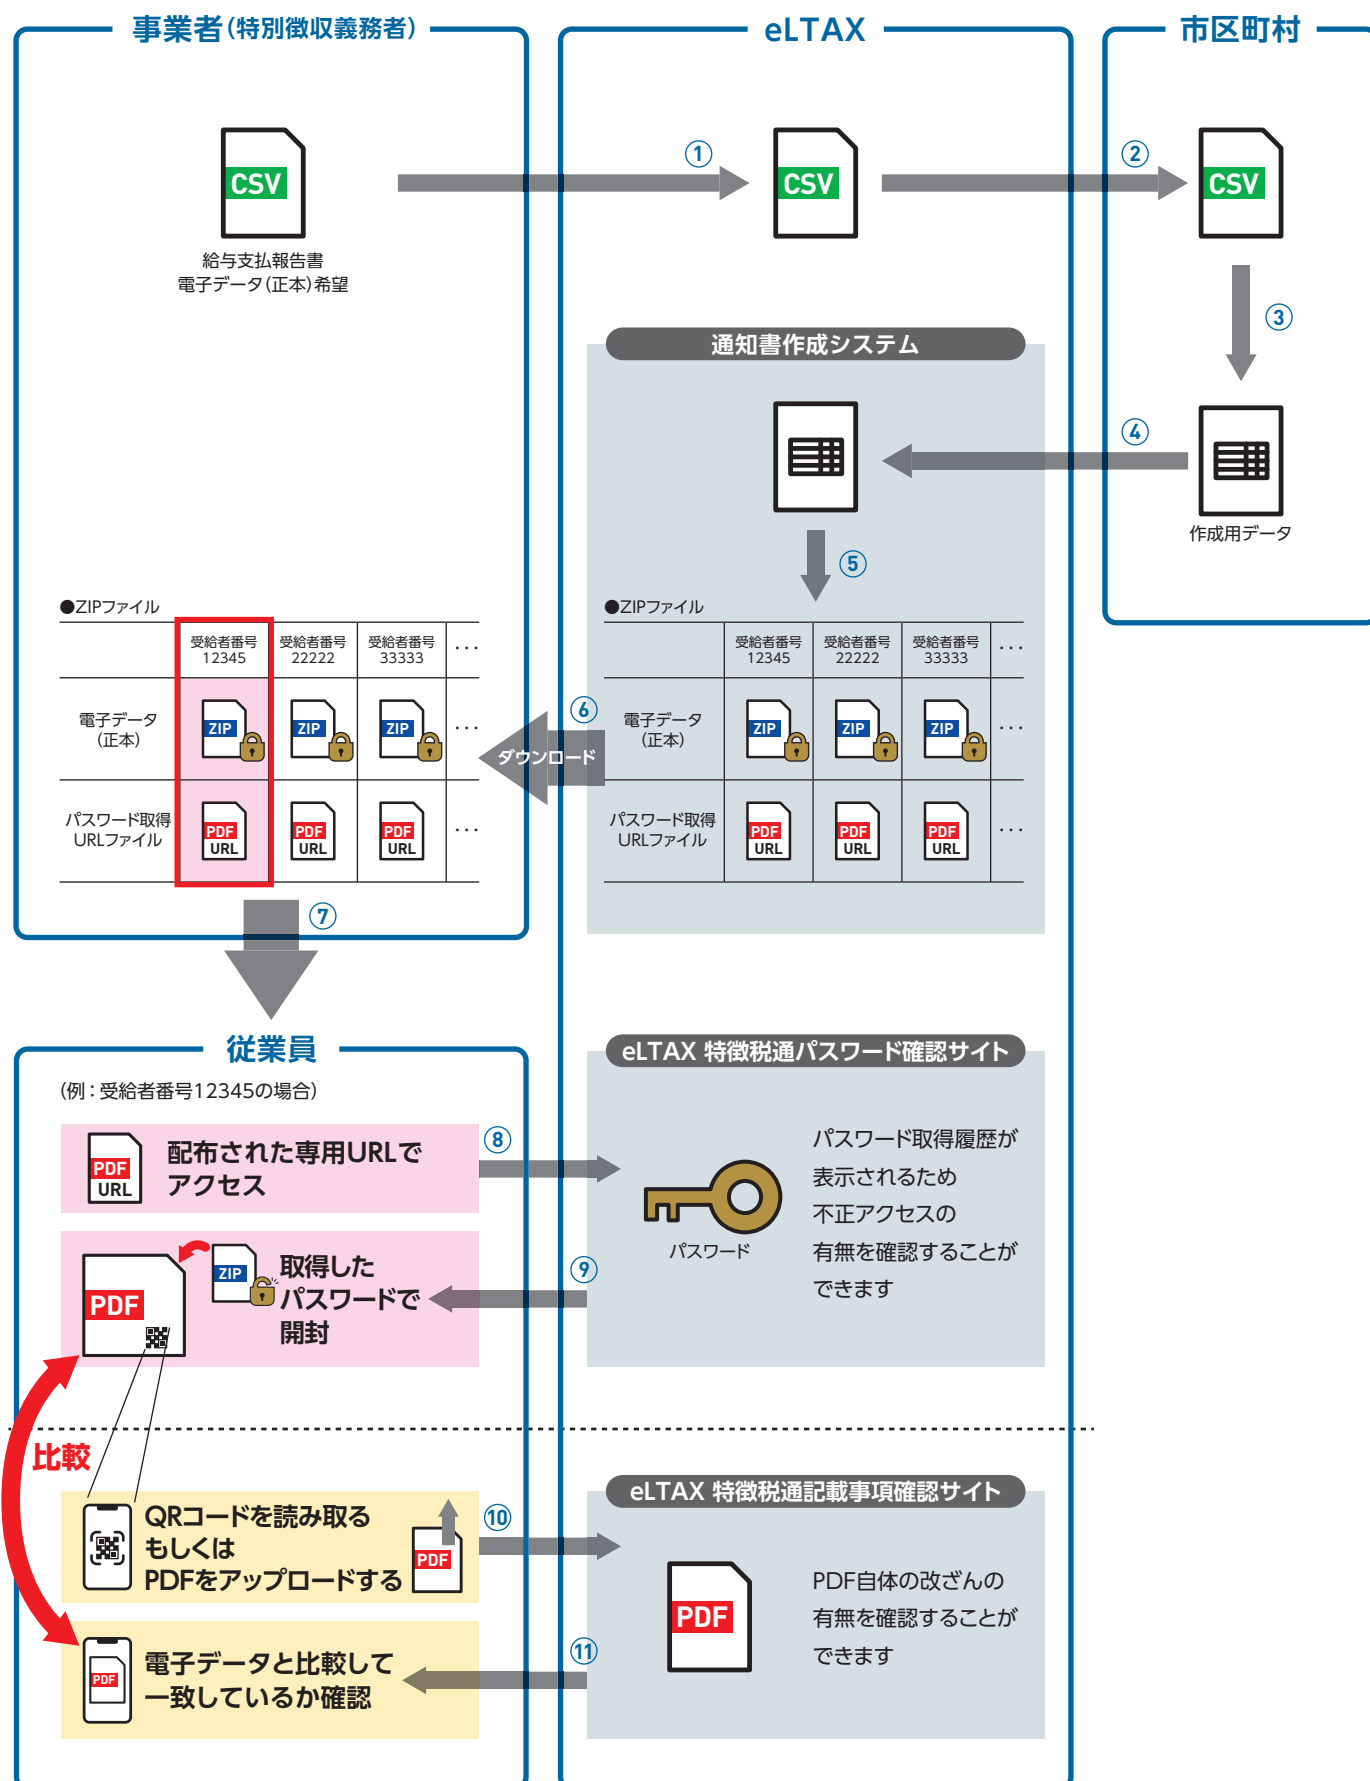 事業者（特別徴収義務者）
eLTAX
市区町村
①
②
CSV
CSV
CSV
給与支払報告書
電子データ（正本）希望
③
通知書作成システム
④
作成用データ
⑤
●ZIPファイル
受給者番号
12345
受給者番号
22222
受給者番号
33333
･･･
電子データ
（正本）
ZIP
ZIP
ZIP
･･･
パスワード取得
URLファイル
PDF
URL
PDF
URL
PDF
URL
･･･
⑥
ダウンロード
●ZIPファイル
受給者番号
12345
受給者番号
22222
受給者番号
33333
･･･
電子データ
（正本）
ZIP
ZIP
ZIP
･･･
パスワード取得
URLファイル
PDF
URL
PDF
URL
PDF
URL
･･･
⑦
従業員
（例：受給者番号12345の場合）
eLTAX 特徴税通パスワード確認サイト
PDF
URL
配布された専用URLで
アクセス
⑧
パスワード
パスワード取得履歴が
表示されるため
不正アクセスの
有無を確認することが
できます
PDF
ZIP
取得した
パスワードで
開封
⑨
比較
eLTAX 特徴税通記載事項確認サイト
QRコードを読み取る
もしくは
PDFをアップロードする
PDF
⑩
PDF
PDF自体の改ざんの
有無を確認することが
できます
PDF
電子データと比較して
一致しているか確認
⑪